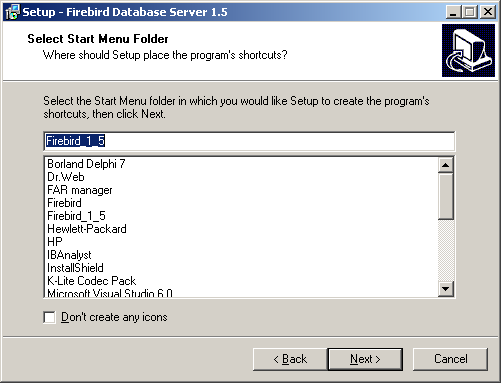 Setup - Firebird Database Server 1.5
Select Start Menu Folder
Where should Setup place the program's shortcuts?
Select the Start Menu folder in which you would like Setup to create the program's
shortcuts, then click Next.
Firebird_1_5
Borland Delphi 7
Dr.Web
FAR manager
Firebird
Firebird_1_5
Hewlett-Packard
HP
IBAnalyst
InstallShield
K-Lite Codec Pack
Microsoft Visual Studio 6.0
Don't create any icons
< Back
Next >
Cancel